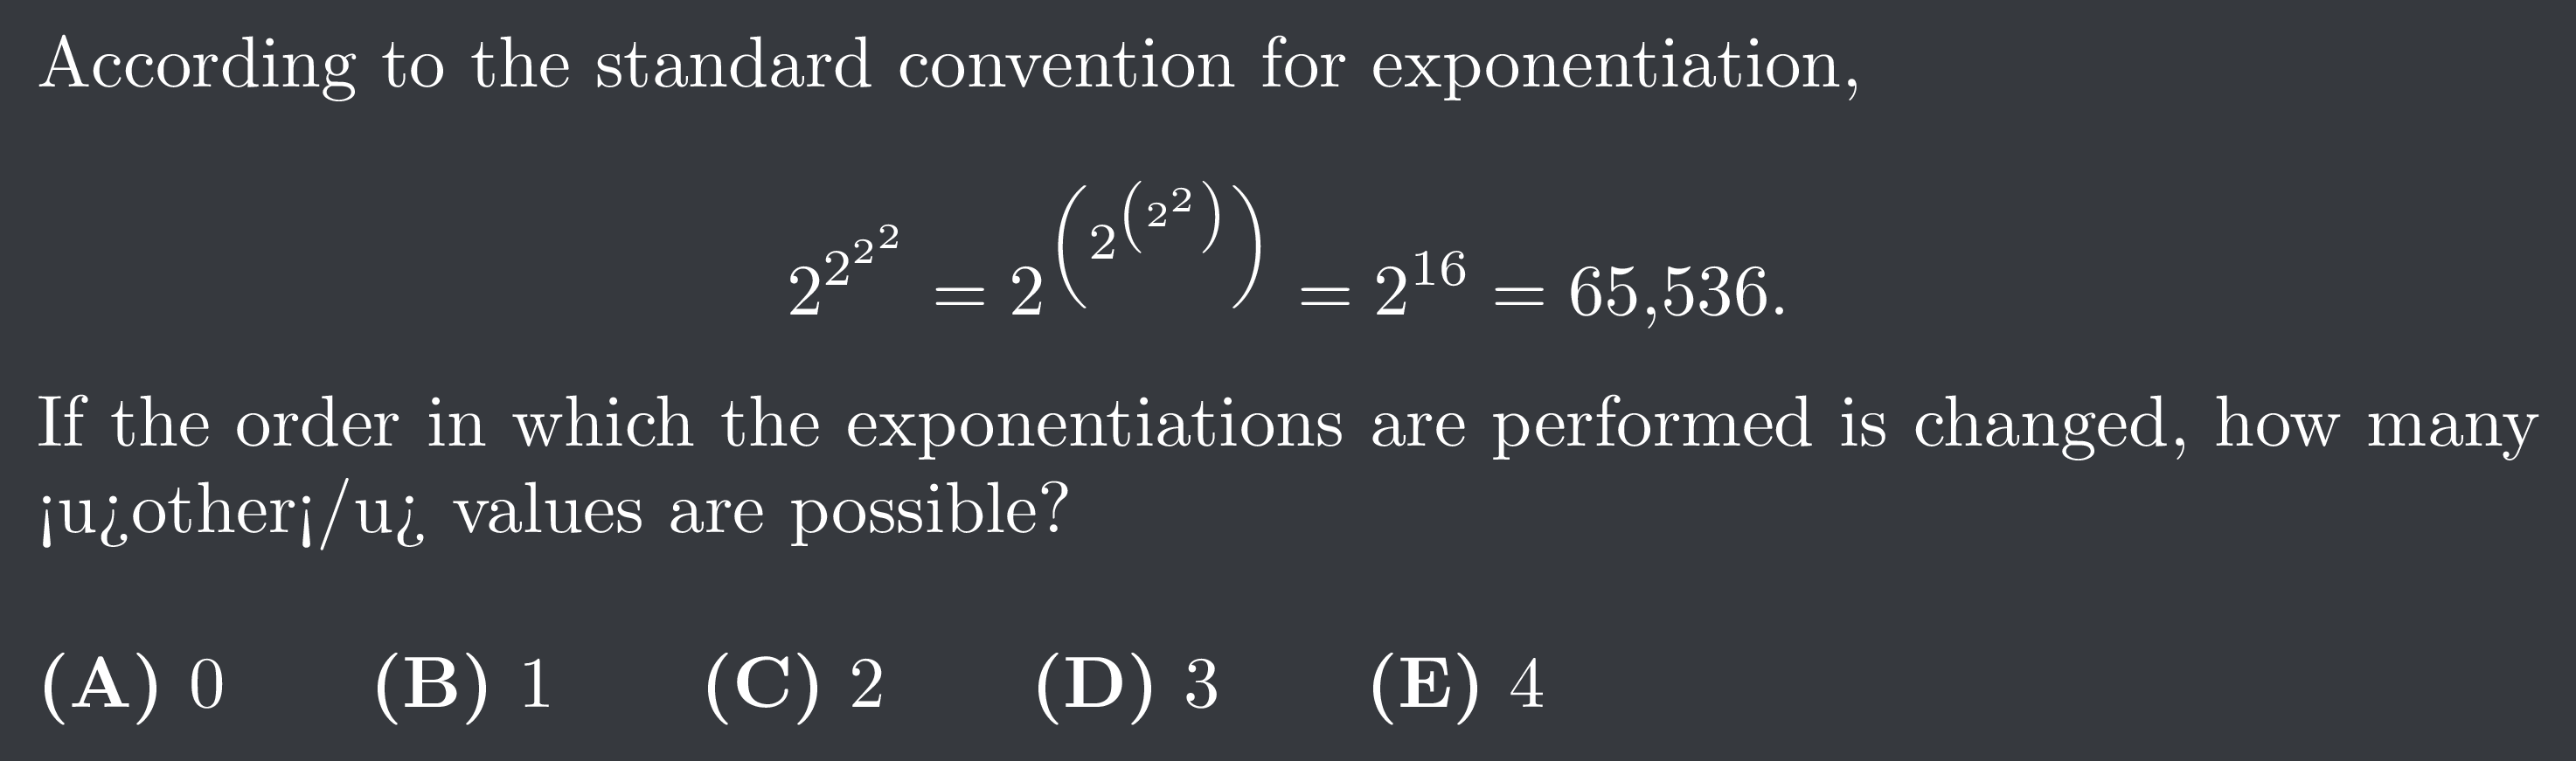 According to the standard convention for exponentiation,
2^{2^{2^2}} = 2^{(2^{(2^2)})} = 2^{16} = 65,536.
If the order in which the exponentiations are performed is changed, how many
¡u¿other¡/u¿ values are possible?
(A) 0 (B) 1 (C) 2 (D) 3 (E) 4